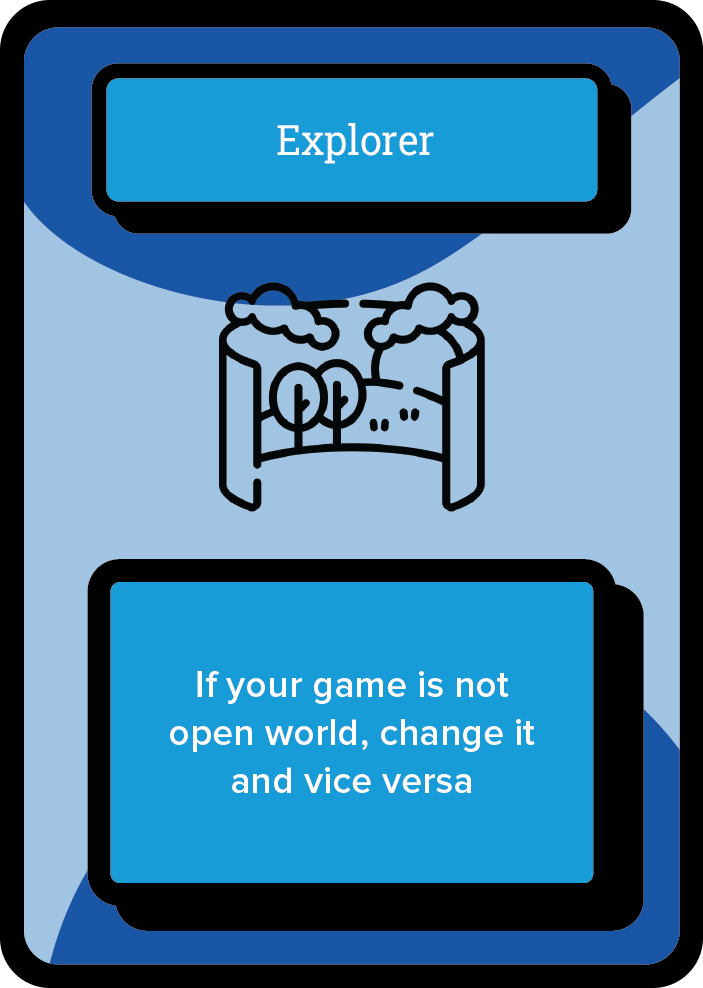 Explorer
If your game is not
open world, change it
and vice versa